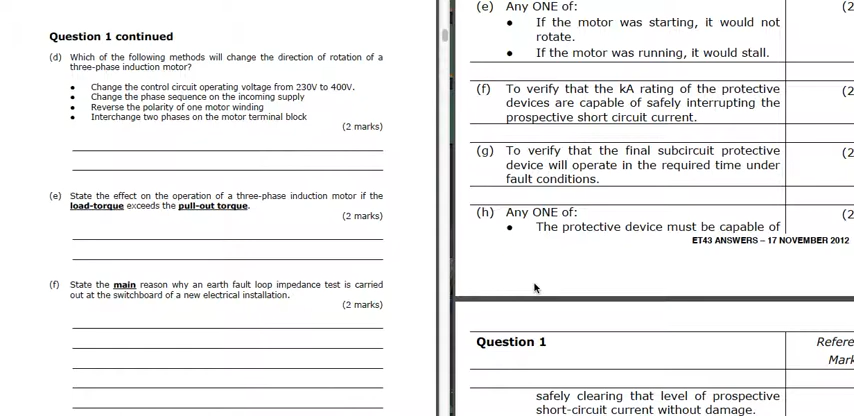 Question 1 continued
(d) Which of the following methods will change the direction of rotation of a
three-phase induction motor?
• Change the control circuit operating voltage from 230V to 400V.
• Change the phase sequence on the incoming supply
• Reverse the polarity of one motor winding
• Interchange two phases on the motor terminal block
(2 marks)
(e) State the effect on the operation of a three-phase induction motor if the
load-torque exceeds the pull-out torque.
(2 marks)
(f) State the main reason why an earth fault loop impedance test is carried
out at the switchboard of a new electrical installation.
(2 marks)
(e) Any ONE of: (2
• If the motor was starting, it would not
rotate.
• If the motor was running, it would stall.
(f) To verify that the kA rating of the protective (2
devices are capable of safely interrupting the
prospective short circuit current.
(g) To verify that the final subcircuit protective (2
device will operate in the required time under
fault conditions.
(h) Any ONE of: (2
• The protective device must be capable of
ET43 ANSWERS – 17 NOVEMBER 2012
Question 1 Refere
Mark
safely clearing that level of prospective
short-circuit current without damage.